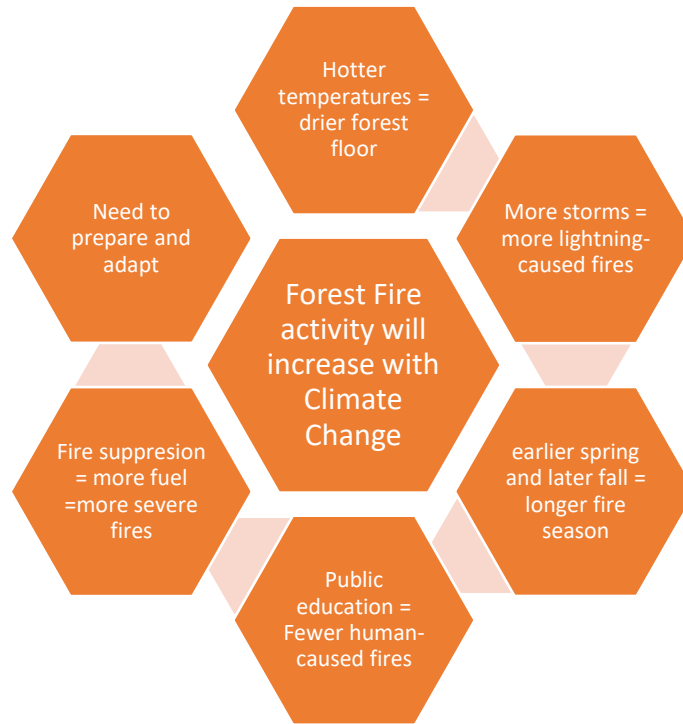 Hotter
temperatures =
drier forest
floor
More storms =
more lightning-
caused fires
earlier spring
and later fall =
longer fire
season
Public
education =
Fewer human-
caused fires
Fire suppresion
= more fuel
=more severe
fires
Need to
prepare and
adapt
Forest Fire
activity will
increase with
Climate
Change